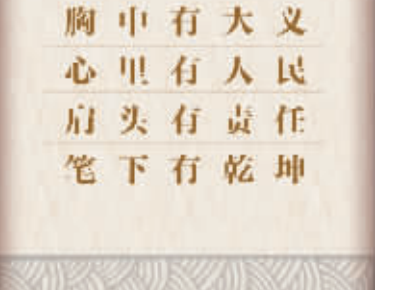 胸中有大义
心里有人民
肩头有责任
笔下有乾坤